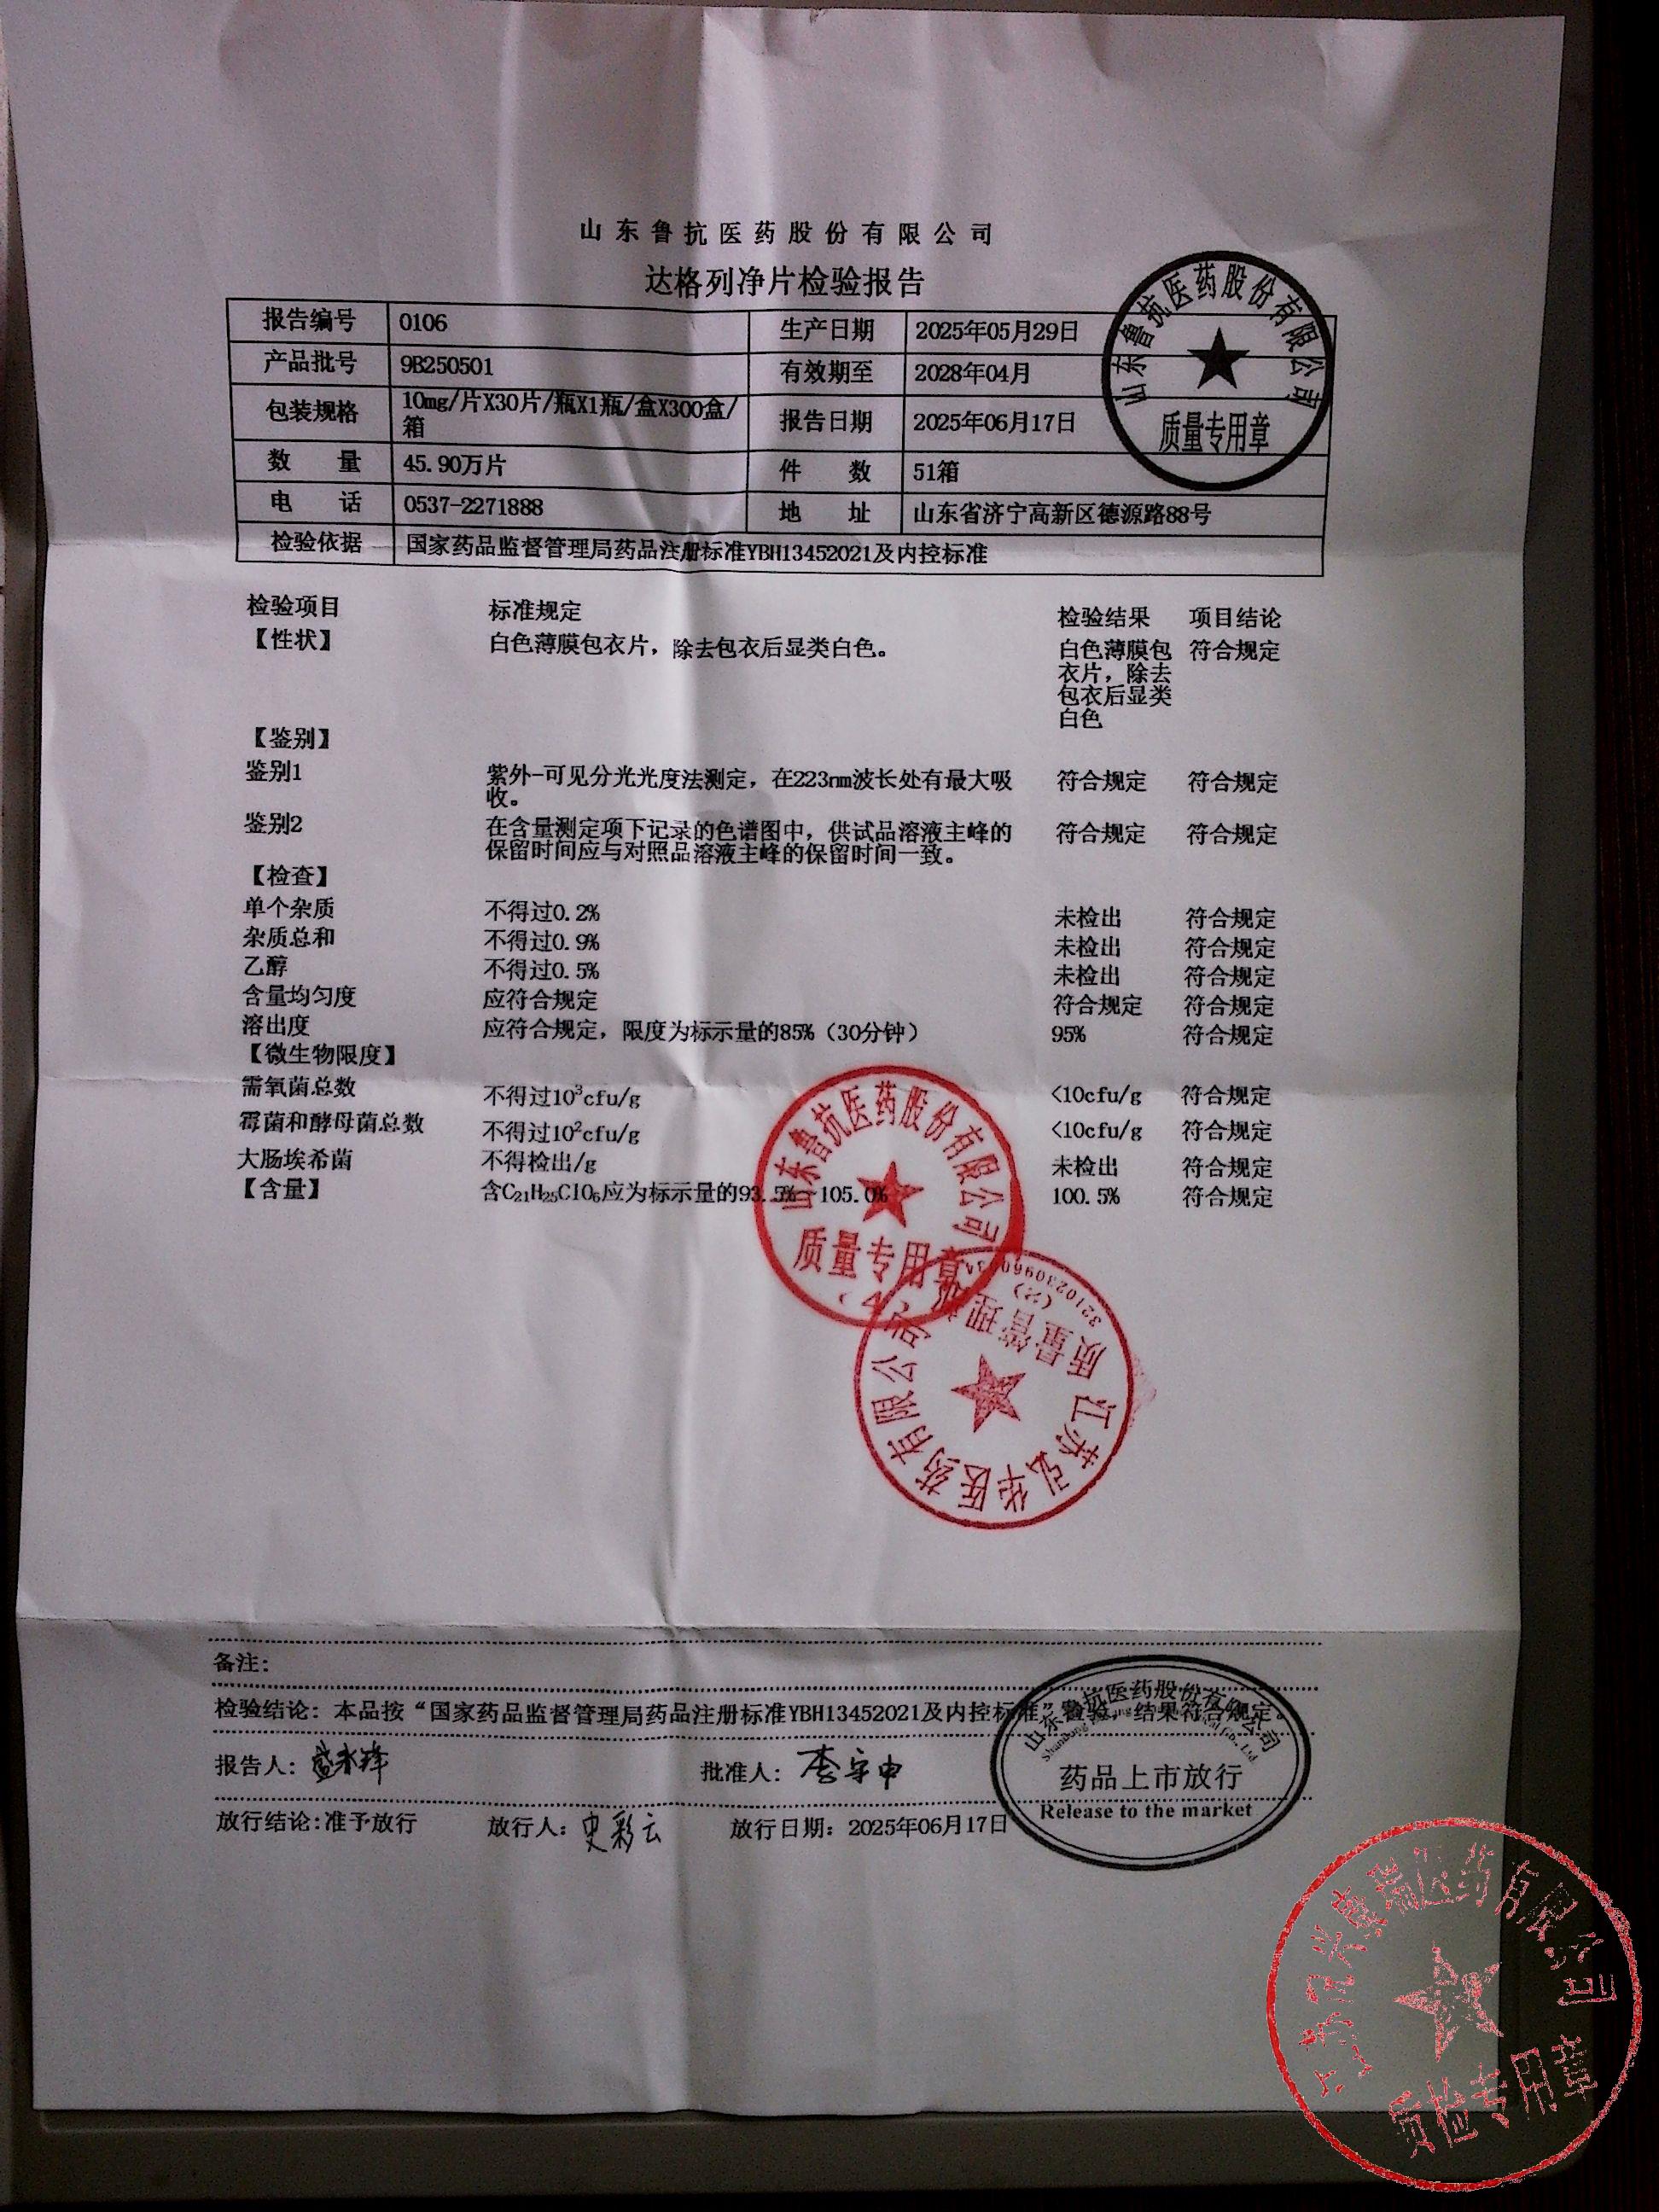 山东鲁抗医药股份有限公司
达格列净片检验报告
报告编号 0106 生产日期 2025年05月29日
产品批号 9B250501 有效期至 2028年04月
包装规格 10mg/片X30片/瓶X1瓶/盒X300盒/箱 报告日期 2025年06月17日
数 量 45.90万片 件 数 51箱
电 话 0537-2271888 地 址 山东省济宁高新区德源路88号
检验依据 国家药品监督管理局药品注册标准YBH13452021及内控标准
山东鲁抗医药股份有限公司
质量专用章
检验项目 标准规定 检验结果 项目结论
【性状】 白色薄膜包衣片，除去包衣后显类白色。 白色薄膜包衣片，除去包衣后显类白色 符合规定
【鉴别】
鉴别1 紫外-可见分光光度法测定，在223nm波长处有最大吸收。 符合规定 符合规定
鉴别2 在含量测定项下记录的色谱图中，供试品溶液主峰的保留时间应与对照品溶液主峰的保留时间一致。 符合规定 符合规定
【检查】
单个杂质 不得过0.2% 未检出 符合规定
杂质总和 不得过0.9% 未检出 符合规定
乙醇 不得过0.5% 未检出 符合规定
含量均匀度 应符合规定 符合规定 符合规定
溶出度 应符合规定，限度为标示量的85%（30分钟） 95% 符合规定
【微生物限度】
需氧菌总数 不得过10³cfu/g <10cfu/g 符合规定
霉菌和酵母菌总数 不得过10²cfu/g <10cfu/g 符合规定
大肠埃希菌 不得检出/g 未检出 符合规定
【含量】 含C₂₁H₂₅ClO₆应为标示量的93.5%~105.0% 100.5% 符合规定
山东鲁抗医药股份有限公司
质量专用章
江苏弘华医药有限公司
质量管理
备注：
检验结论：本品按“国家药品监督管理局药品注册标准YBH13452021及内控标准”检验，结果符合规定。
报告人： 批准人：李宇中
放行结论：准予放行 放行人：史彩云 放行日期：2025年06月17日
山东鲁抗医药股份有限公司
药品上市放行
Release to the market
医药有限公司
质检专用章